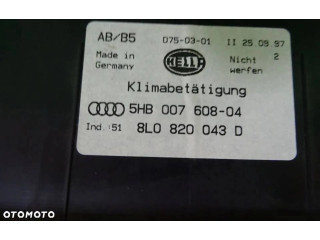 AB/B5 D75-03-01 II 25.09.97
Made in Germany HELLA Nicht werfen 2
Klimabetätigung
5HB 007 608-04
Ind.:51 8L0 820 043 D
OTOMOTO